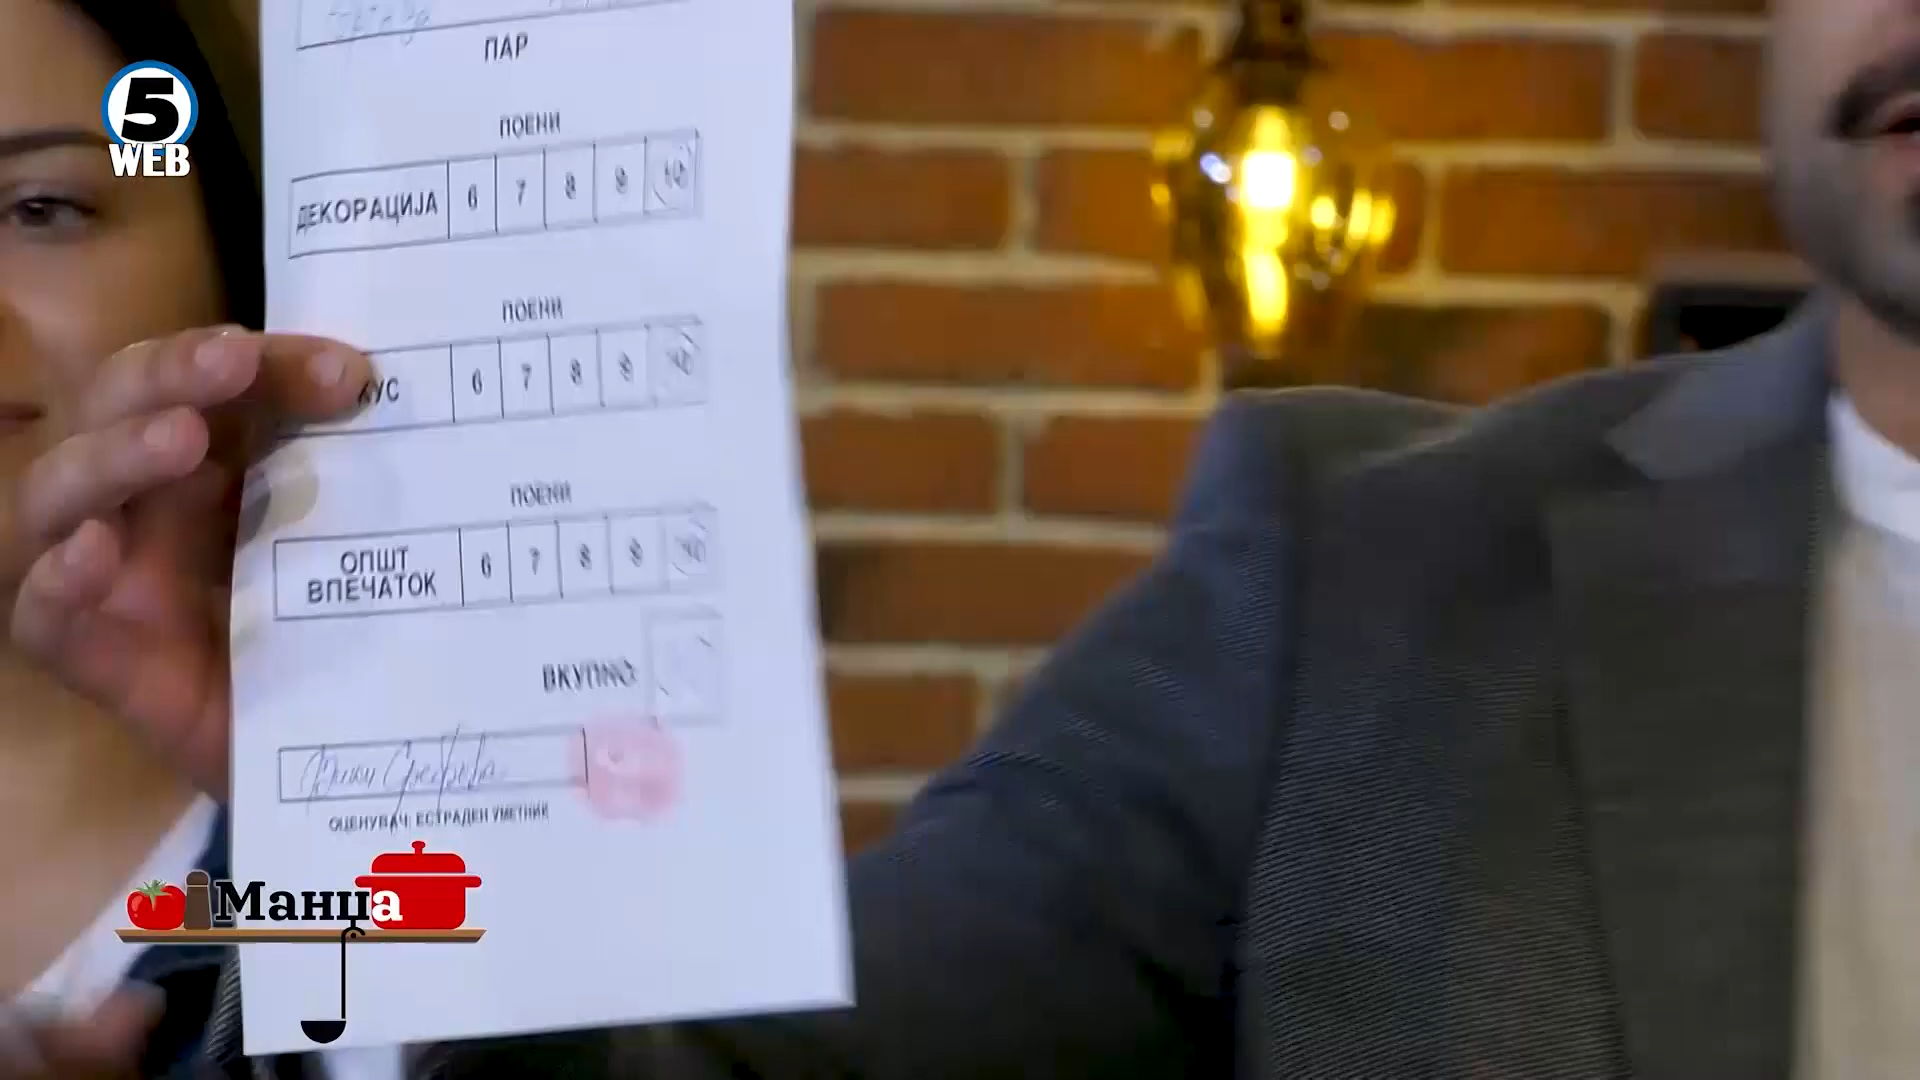 5
WEB
ПАР
ПОЕНИ
ДЕКОРАЦИЈА 6 7 8 9 10
ПОЕНИ
КУС 6 7 8 9 10
ПОЕНИ
ОПШТ
ВПЕЧАТОК 6 7 8 9 10
ВКУПНО:
ОЦЕНУВАЧ: ЕСТРАДЕН УМЕТНИК
Манџа